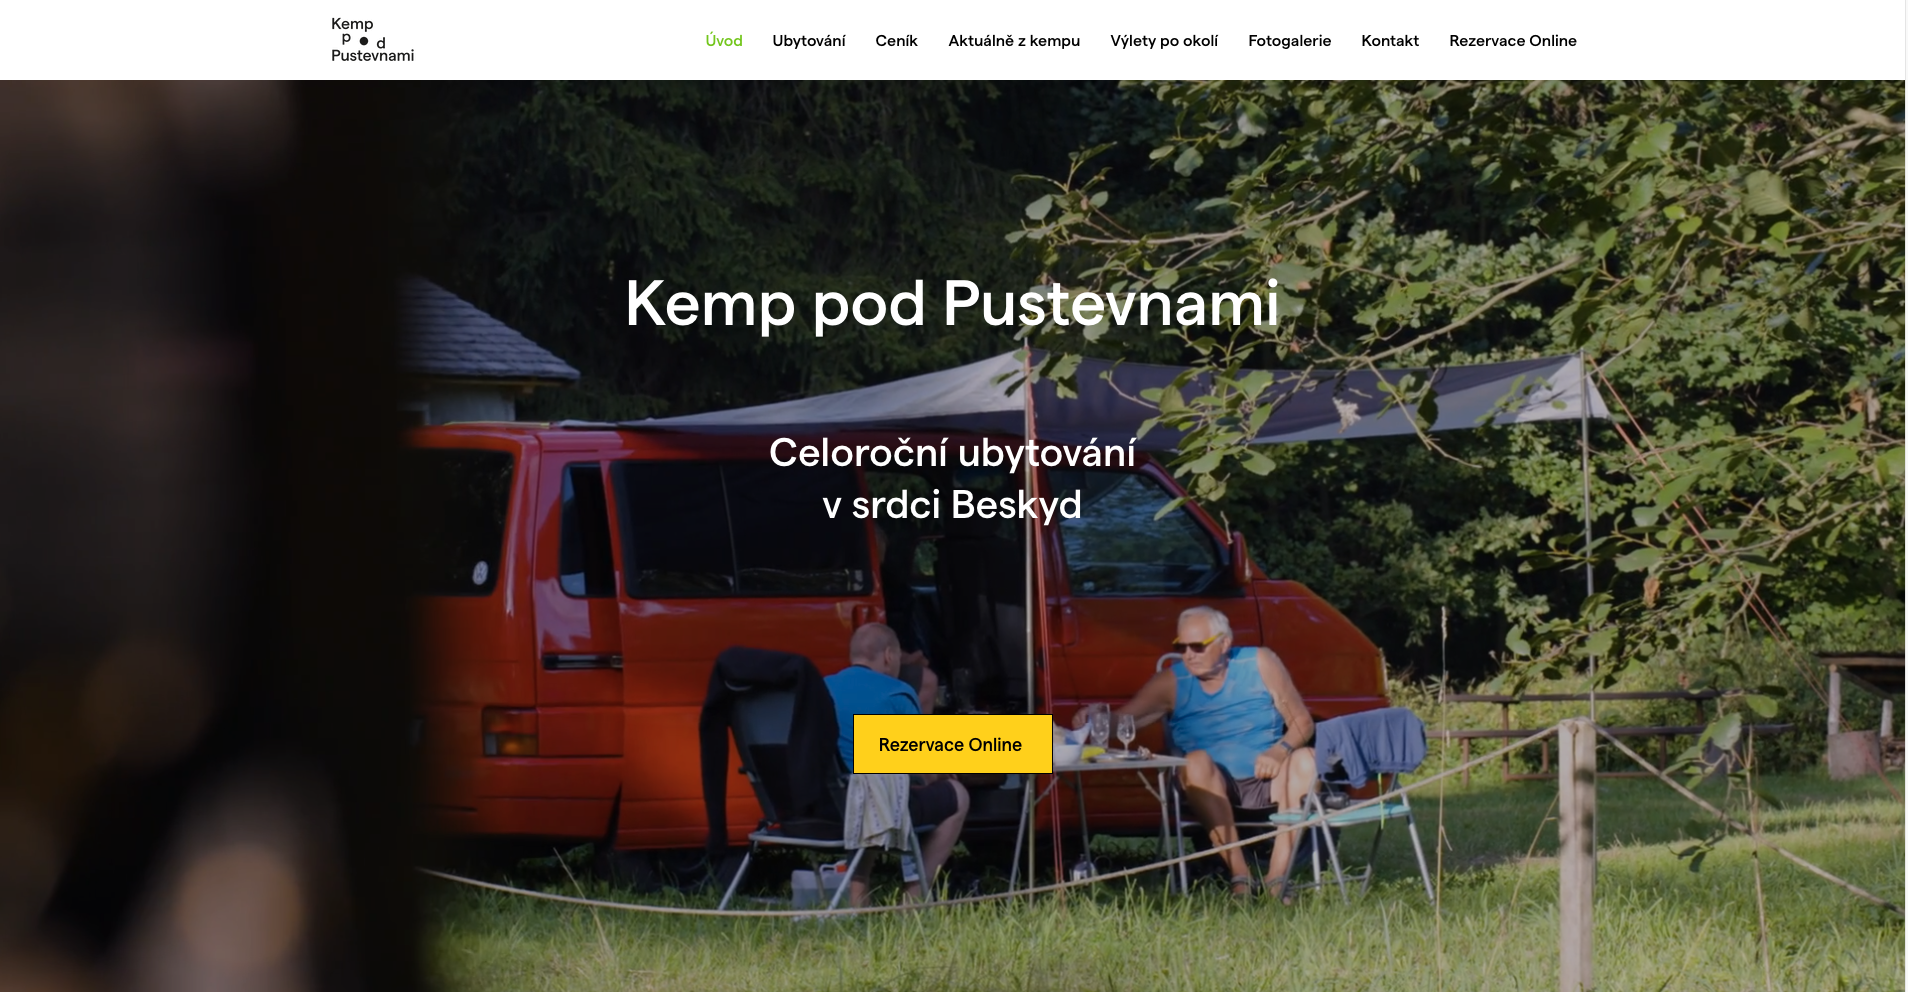 Kemp
p d
Pustevnami
Úvod Ubytování Ceník Aktuálně z kempu Výlety po okolí Fotogalerie Kontakt Rezervace Online
Kemp pod Pustevnami
Celoroční ubytování
v srdci Beskyd
Rezervace Online